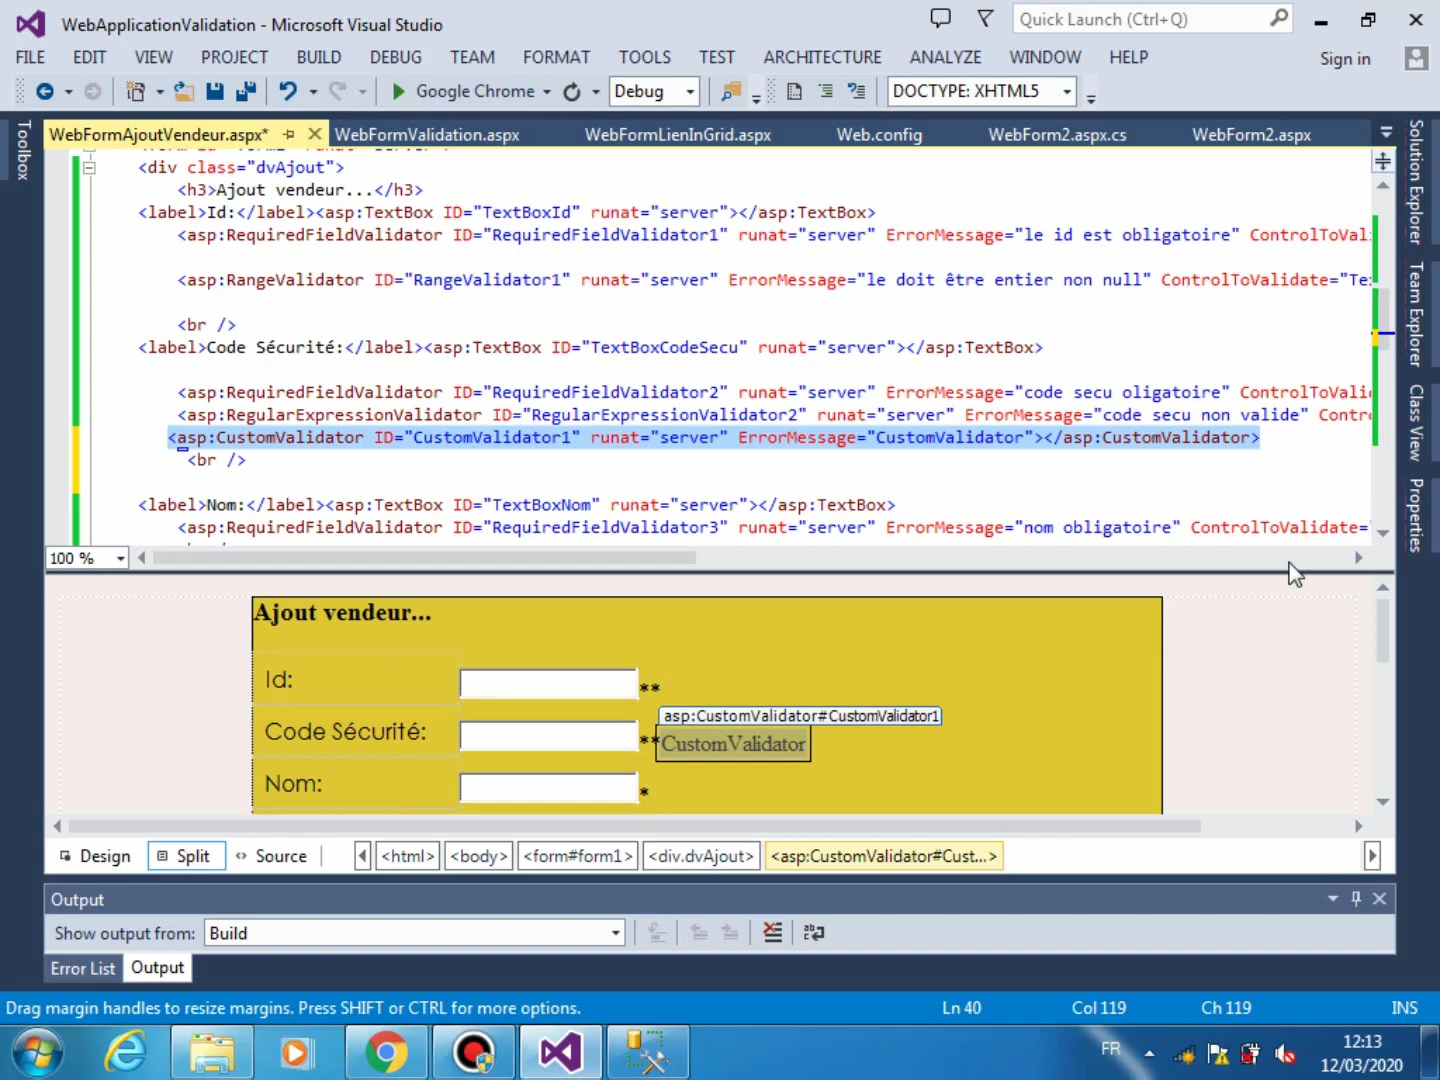 WebApplicationValidation - Microsoft Visual Studio
Quick Launch (Ctrl+Q)
FILE EDIT VIEW PROJECT BUILD DEBUG TEAM FORMAT TOOLS TEST ARCHITECTURE ANALYZE WINDOW HELP Sign in
Google Chrome Debug DOCTYPE: XHTML5
WebFormAjoutVendeur.aspx* WebFormValidation.aspx WebFormLienInGrid.aspx Web.config WebForm2.aspx.cs WebForm2.aspx
Toolbox
Solution Explorer
Team Explorer
Class View
Properties
<div class="dvAjout">
<h3>Ajout vendeur...</h3>
<label>Id:</label><asp:TextBox ID="TextBoxId" runat="server"></asp:TextBox>
<asp:RequiredFieldValidator ID="RequiredFieldValidator1" runat="server" ErrorMessage="le id est obligatoire" ControlToVali
<asp:RangeValidator ID="RangeValidator1" runat="server" ErrorMessage="le doit être entier non null" ControlToValidate="Te
<br />
<label>Code Sécurité:</label><asp:TextBox ID="TextBoxCodeSecu" runat="server"></asp:TextBox>
<asp:RequiredFieldValidator ID="RequiredFieldValidator2" runat="server" ErrorMessage="code secu oligatoire" ControlToVali
<asp:RegularExpressionValidator ID="RegularExpressionValidator2" runat="server" ErrorMessage="code secu non valide" Contr
<asp:CustomValidator ID="CustomValidator1" runat="server" ErrorMessage="CustomValidator"></asp:CustomValidator>
<br />
<label>Nom:</label><asp:TextBox ID="TextBoxNom" runat="server"></asp:TextBox>
<asp:RequiredFieldValidator ID="RequiredFieldValidator3" runat="server" ErrorMessage="nom obligatoire" ControlToValidate=
100 %
Ajout vendeur...
Id: **
asp:CustomValidator#CustomValidator1
Code Sécurité: **CustomValidator
Nom: *
Design Split Source <html> <body> <form#form1> <div.dvAjout> <asp:CustomValidator#Cust...>
Output
Show output from: Build
Error List Output
Drag margin handles to resize margins. Press SHIFT or CTRL for more options. Ln 40 Col 119 Ch 119 INS
FR
12:13
12/03/2020